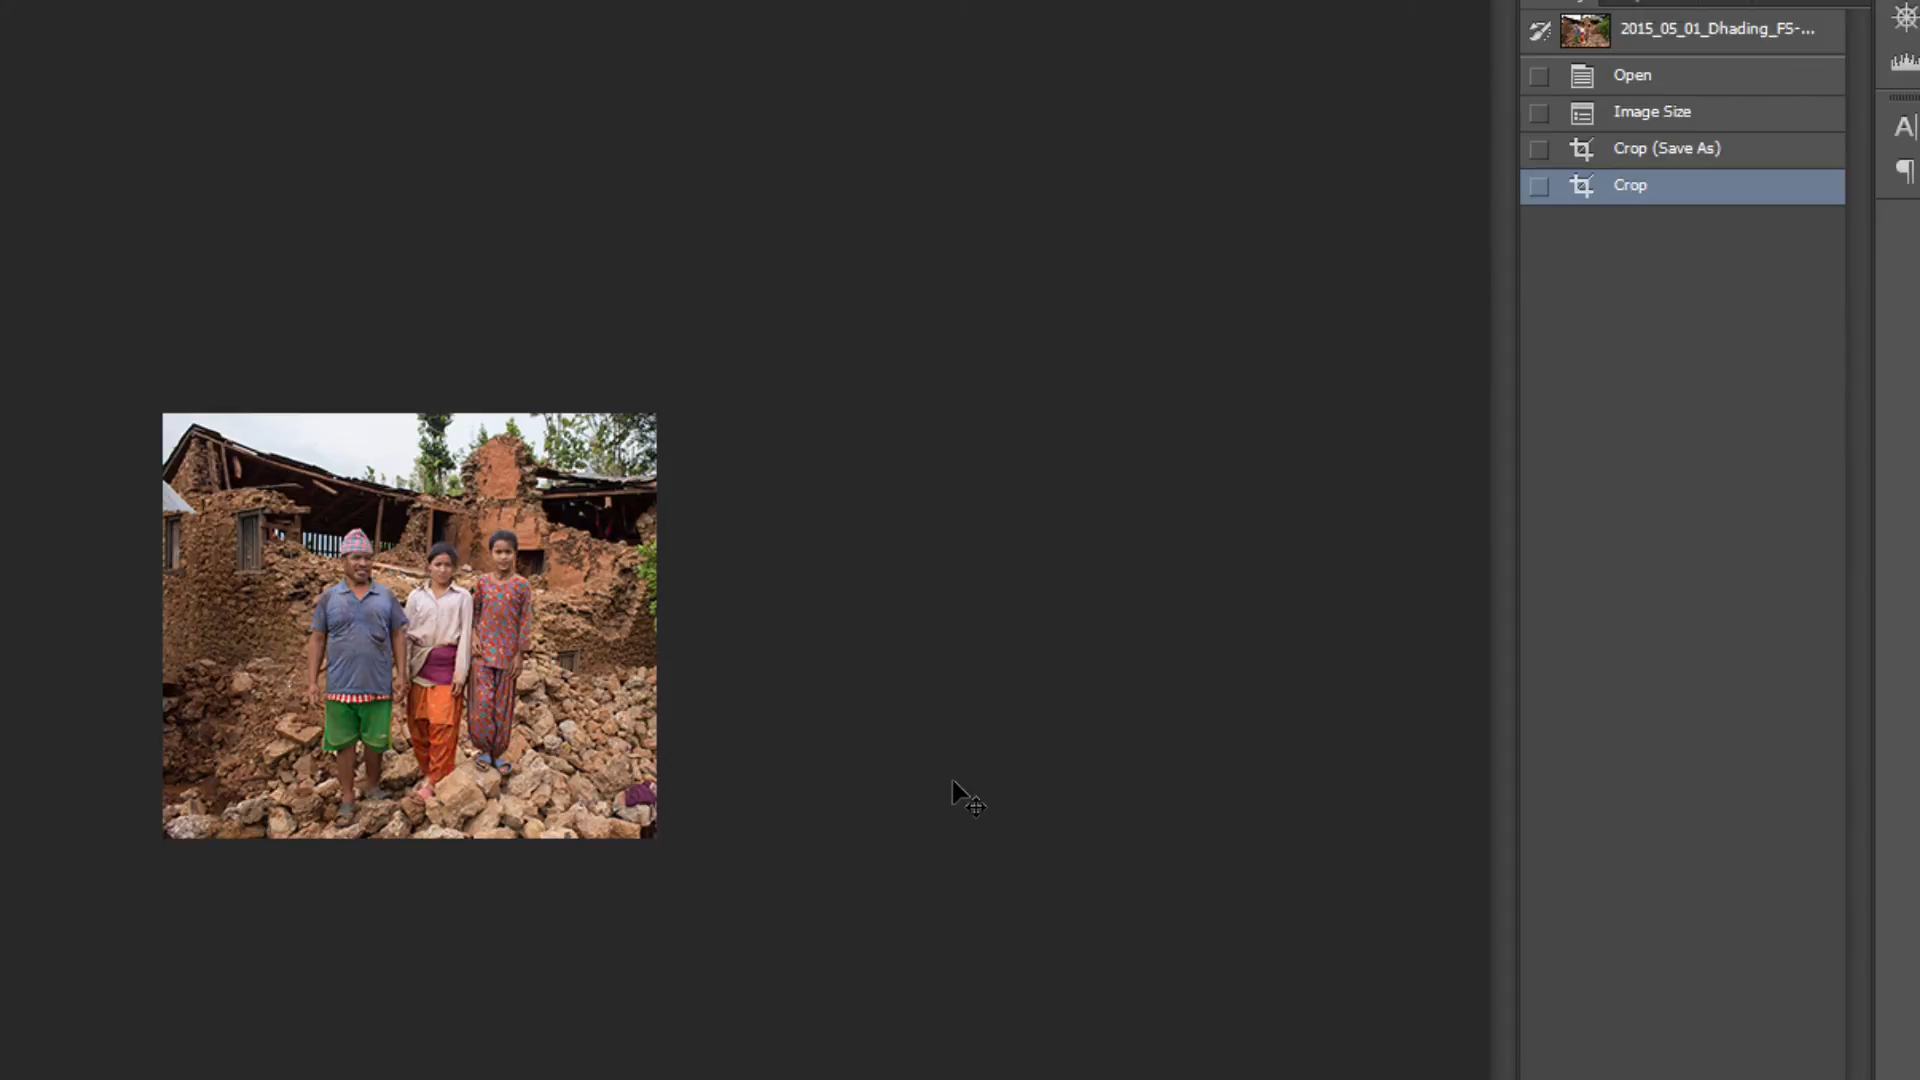 2015_05_01_Dhading_FS-...
Open
Image Size
Crop (Save As)
Crop